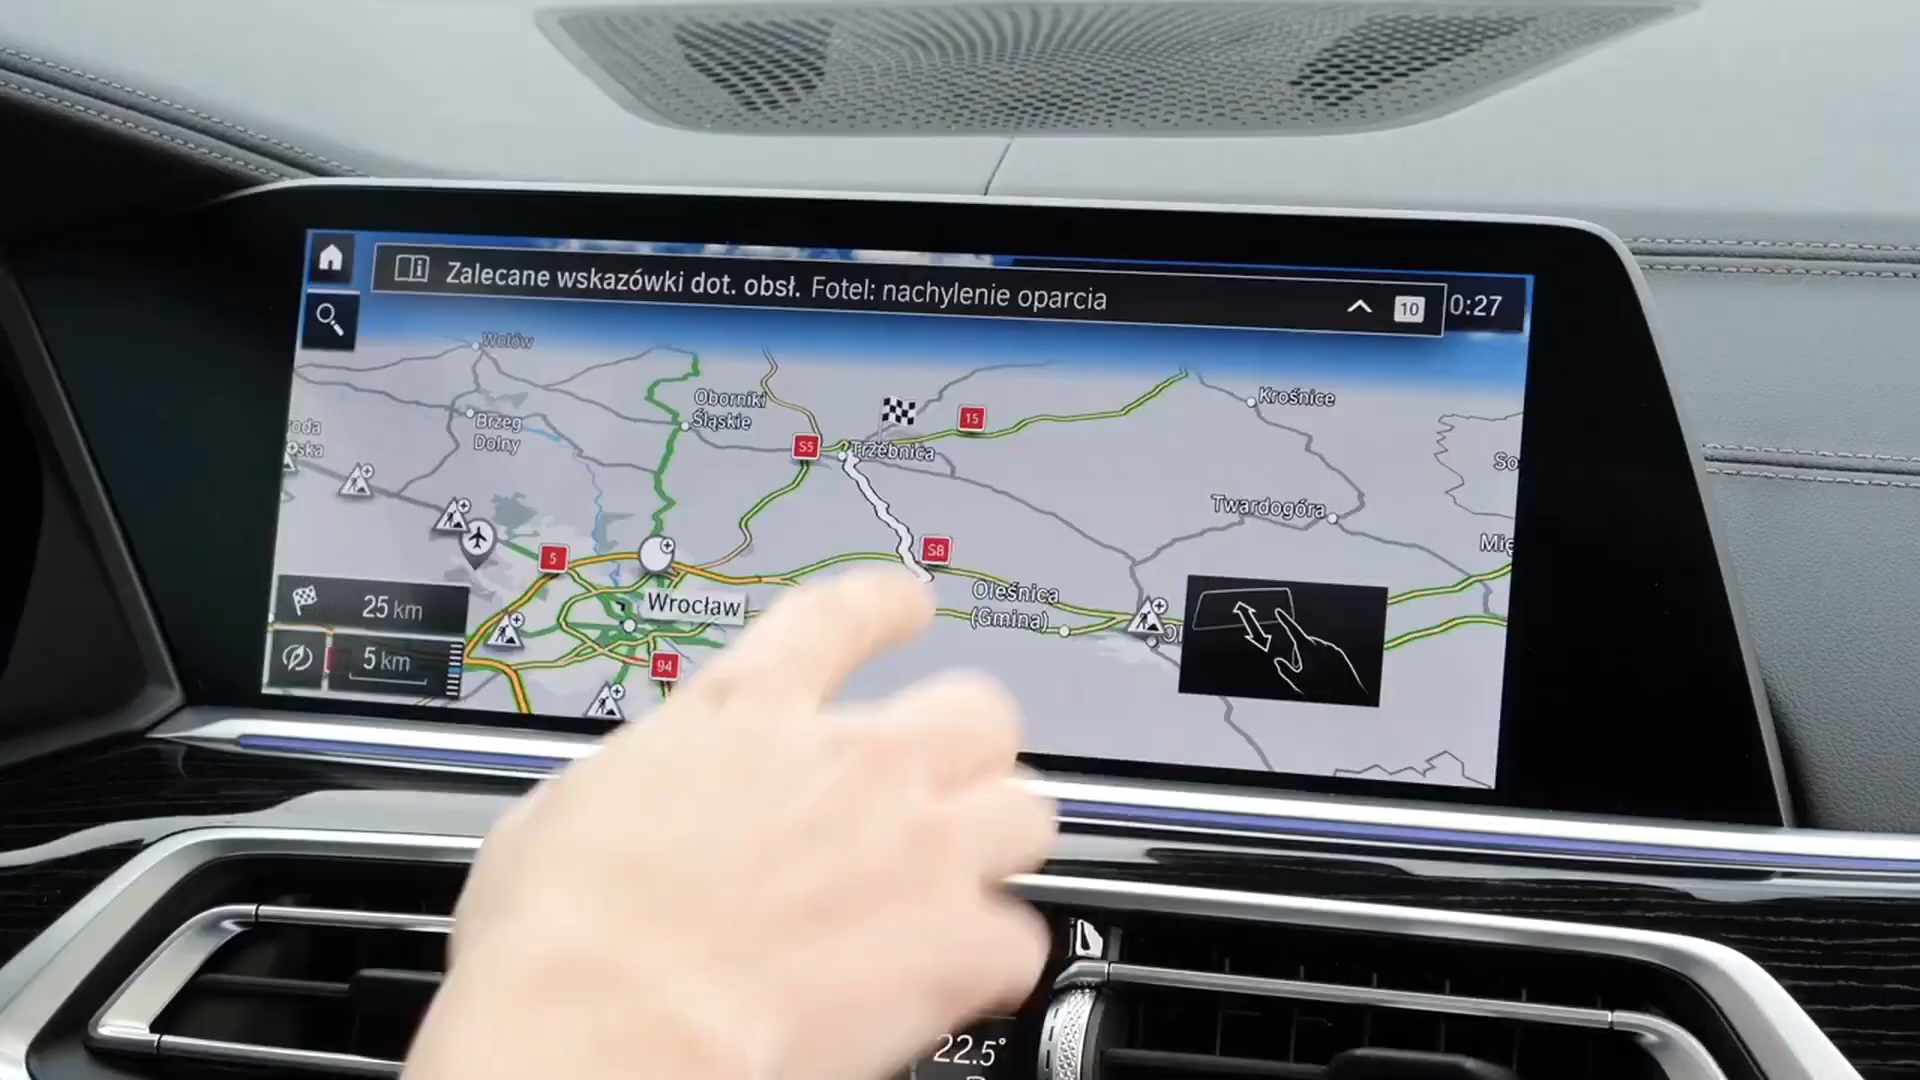 Zalecane wskazówki dot. obsł. Fotel: nachylenie oparcia
10
0:27
Wołów
Oborniki
Śląskie
Krośnice
15
Brzeg
Dolny
S5
Trzebnica
Twardogóra
5
S8
Oleśnica
(Gmina)
Wrocław
25 km
5 km
94
22.5°